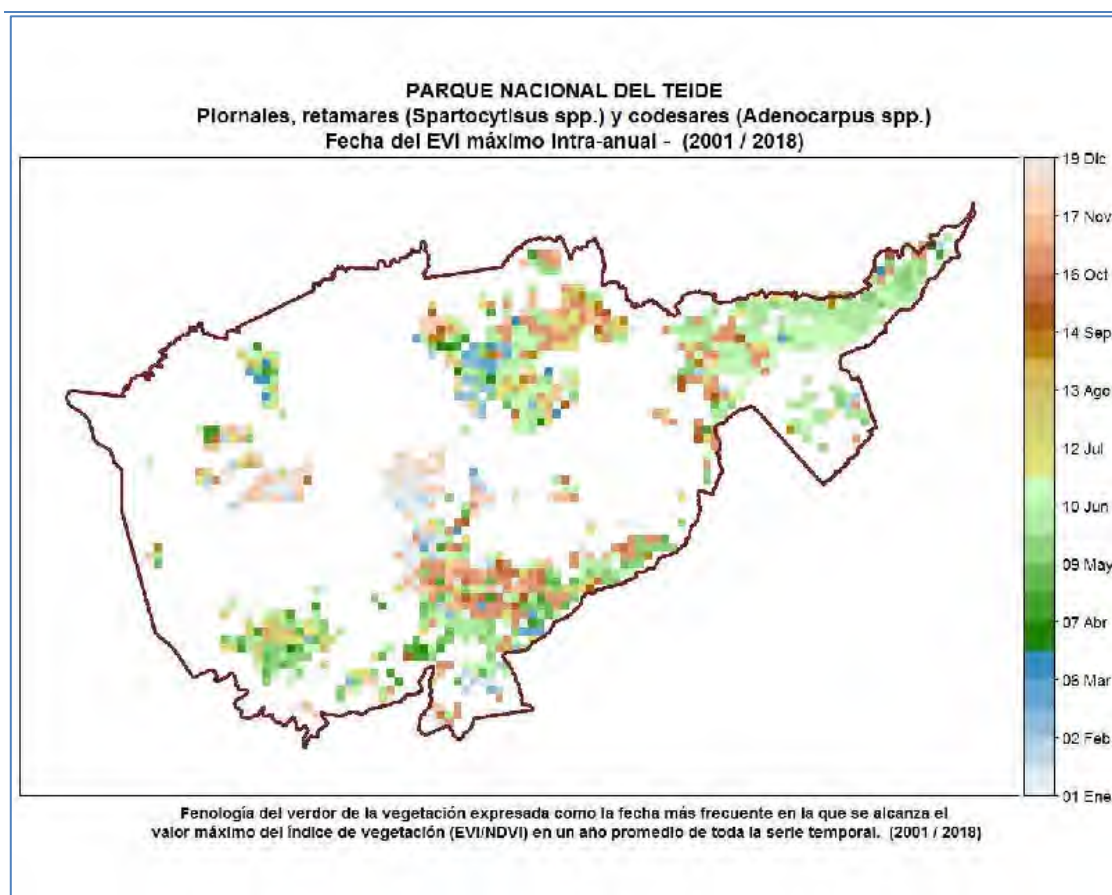 PARQUE NACIONAL DEL TEIDE
Piornales, retamares (Spartocytisus spp.) y codesares (Adenocarpus spp.)
Fecha del EVI máximo intra-anual - (2001 / 2018)
19 Dic
17 Nov
16 Oct
14 Sep
13 Ago
12 Jul
10 Jun
09 May
07 Abr
06 Mar
02 Feb
01 Ene
Fenología del verdor de la vegetación expresada como la fecha más frecuente en la que se alcanza el
valor máximo del índice de vegetación (EVI/NDVI) en un año promedio de toda la serie temporal. (2001 / 2018)